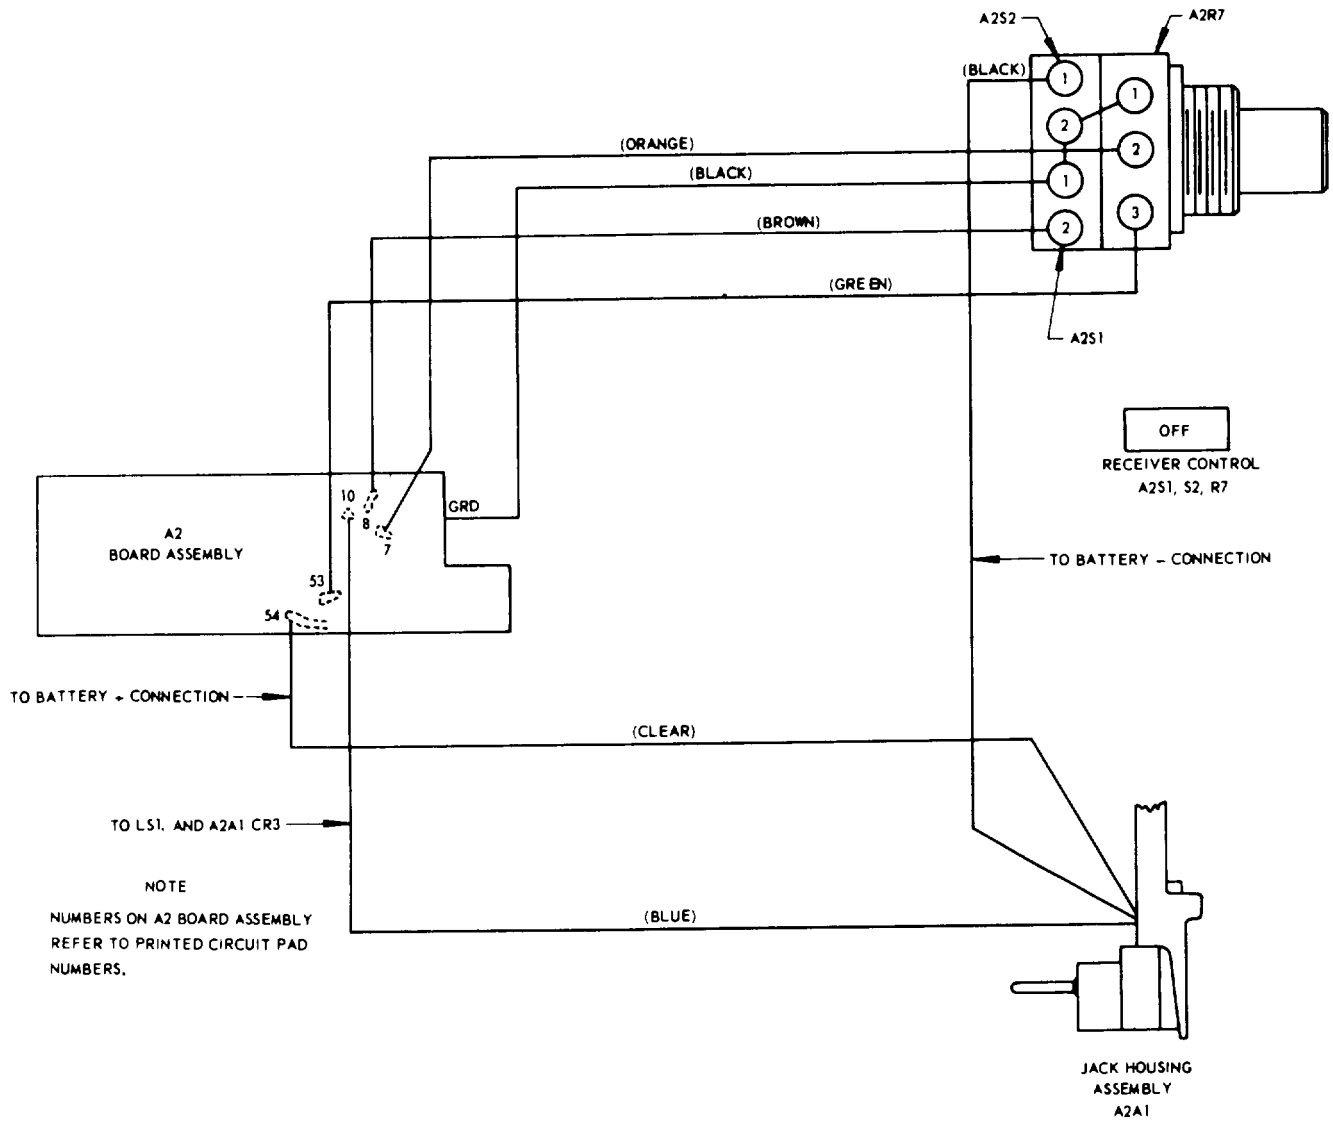 A2S2
A2R7
(BLACK)
1
1
2
(ORANGE)
2
(BLACK)
1
3
(BROWN)
2
(GREEN)
A2S1
OFF
RECEIVER CONTROL
A2S1, S2, R7
10
GRD
8
7
A2
BOARD ASSEMBLY
TO BATTERY - CONNECTION
53
54
TO BATTERY + CONNECTION
(CLEAR)
TO LS1. AND A2A1 CR3
NOTE
NUMBERS ON A2 BOARD ASSEMBLY
REFER TO PRINTED CIRCUIT PAD
NUMBERS.
(BLUE)
JACK HOUSING
ASSEMBLY
A2A1